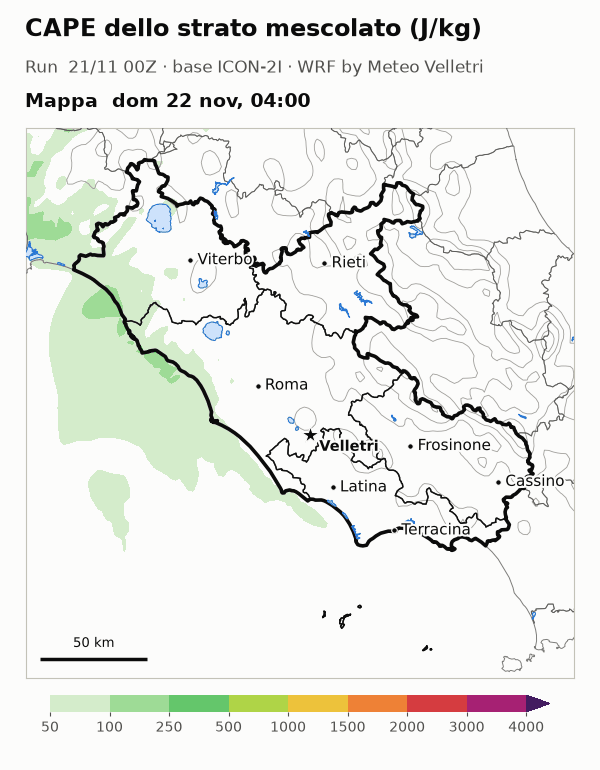 CAPE dello strato mescolato (J/kg)
Run  21/11 00Z · base ICON-2I · WRF by Meteo Velletri
Mappa  dom 22 nov, 04:00
Viterbo
Rieti
Roma
Velletri
Frosinone
Cassino
Latina
Terracina
50 km
50 100 250 500 1000 1500 2000 3000 4000